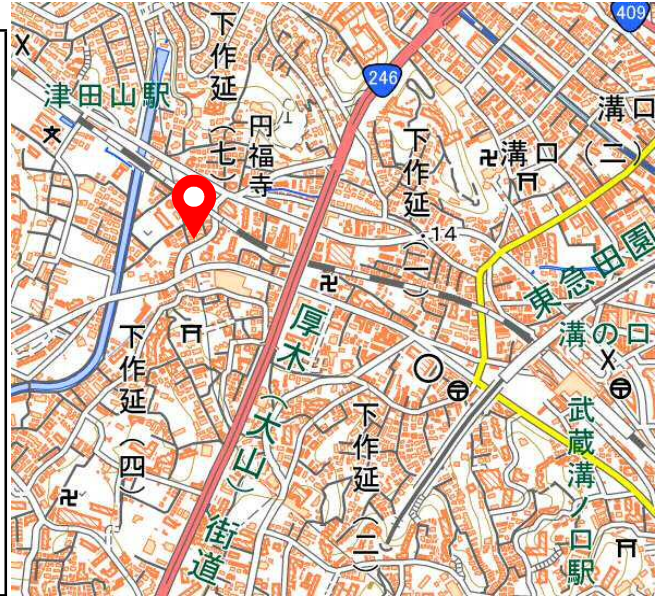 409
246
津田山駅
下作延（七）
円福寺
下作延（一）
溝口（二）
溝口
・14
東急田園
溝の口
厚木（大山）街道
下作延（四）
下作延（二）
武蔵溝ノ口駅